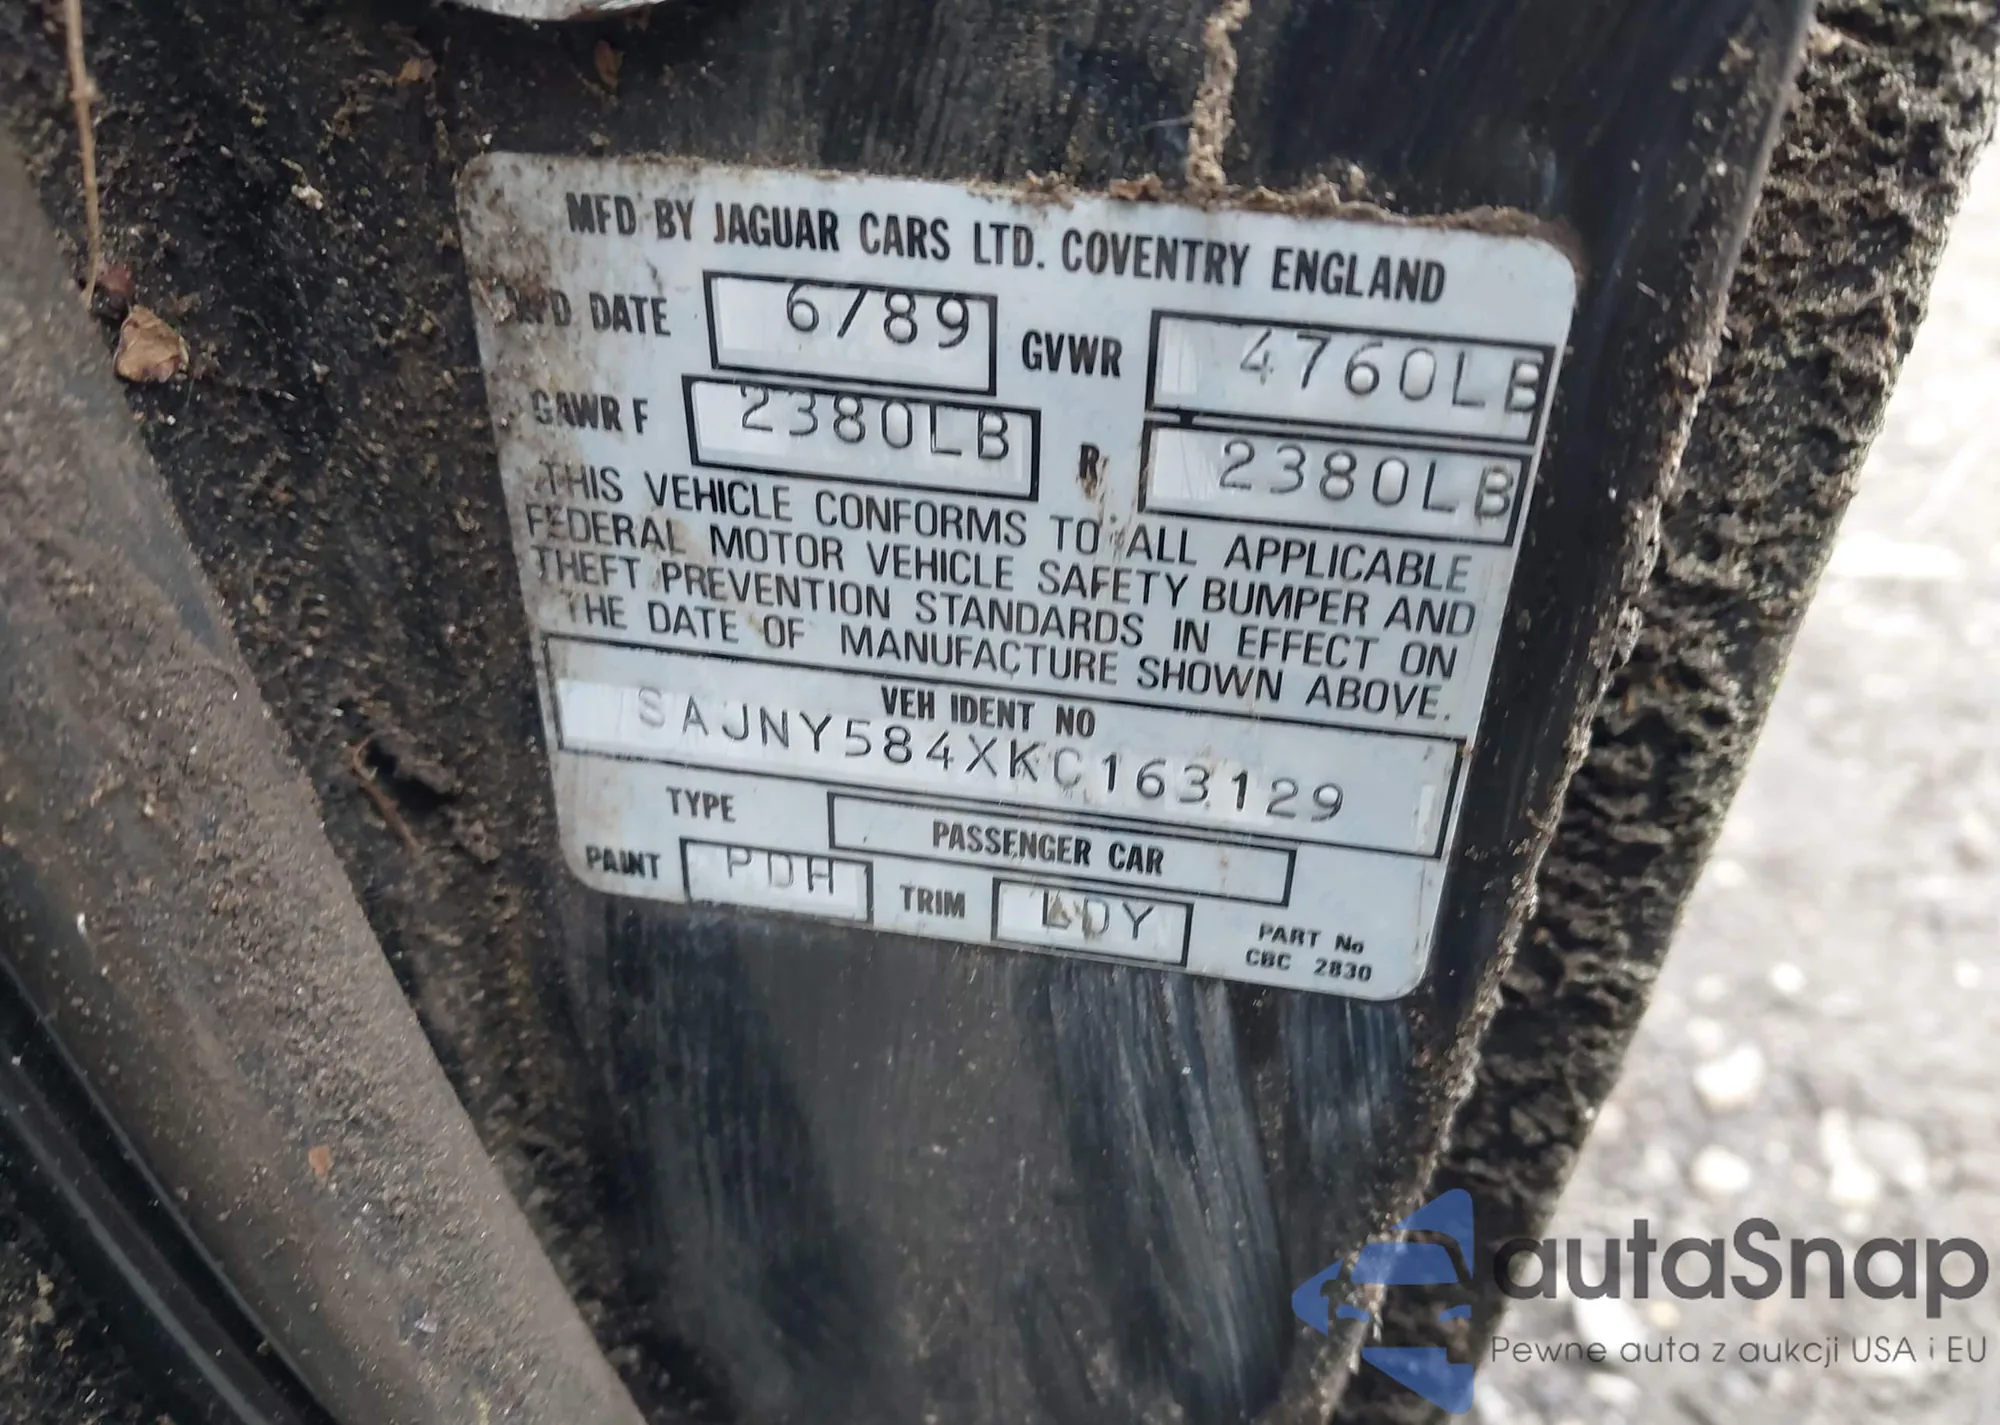 MFD BY JAGUAR CARS LTD. COVENTRY ENGLAND
MFD DATE 6/89 GVWR 4760LB
GAWR F 2380LB R 2380LB
THIS VEHICLE CONFORMS TO ALL APPLICABLE
FEDERAL MOTOR VEHICLE SAFETY BUMPER AND
THEFT PREVENTION STANDARDS IN EFFECT ON
THE DATE OF MANUFACTURE SHOWN ABOVE.
VEH IDENT NO
SAJNY584XKC163129
TYPE PASSENGER CAR
PAINT PDH TRIM LDY
PART No
CBC 2830
autaSnap
Pewne auta z aukcji USA i EU